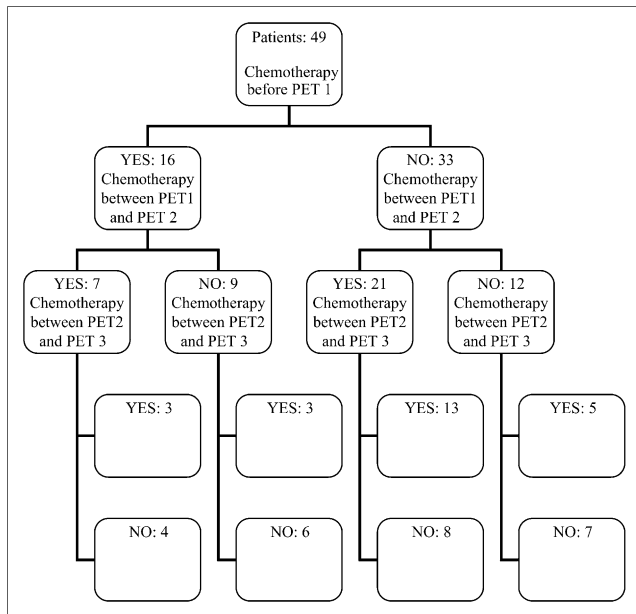 Patients: 49
Chemotherapy
before PET 1
YES: 16
Chemotherapy
between PET1
and PET 2
NO: 33
Chemotherapy
between PET1
and PET 2
YES: 7
Chemotherapy
between PET2
and PET 3
NO: 9
Chemotherapy
between PET2
and PET 3
YES: 21
Chemotherapy
between PET2
and PET 3
NO: 12
Chemotherapy
between PET2
and PET 3
YES: 3
YES: 3
YES: 13
YES: 5
NO: 4
NO: 6
NO: 8
NO: 7